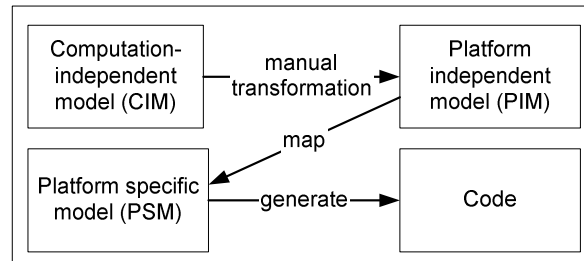 Computation-
independent
model (CIM)
manual
transformation
Platform
independent
model (PIM)
map
Platform specific
model (PSM)
generate
Code